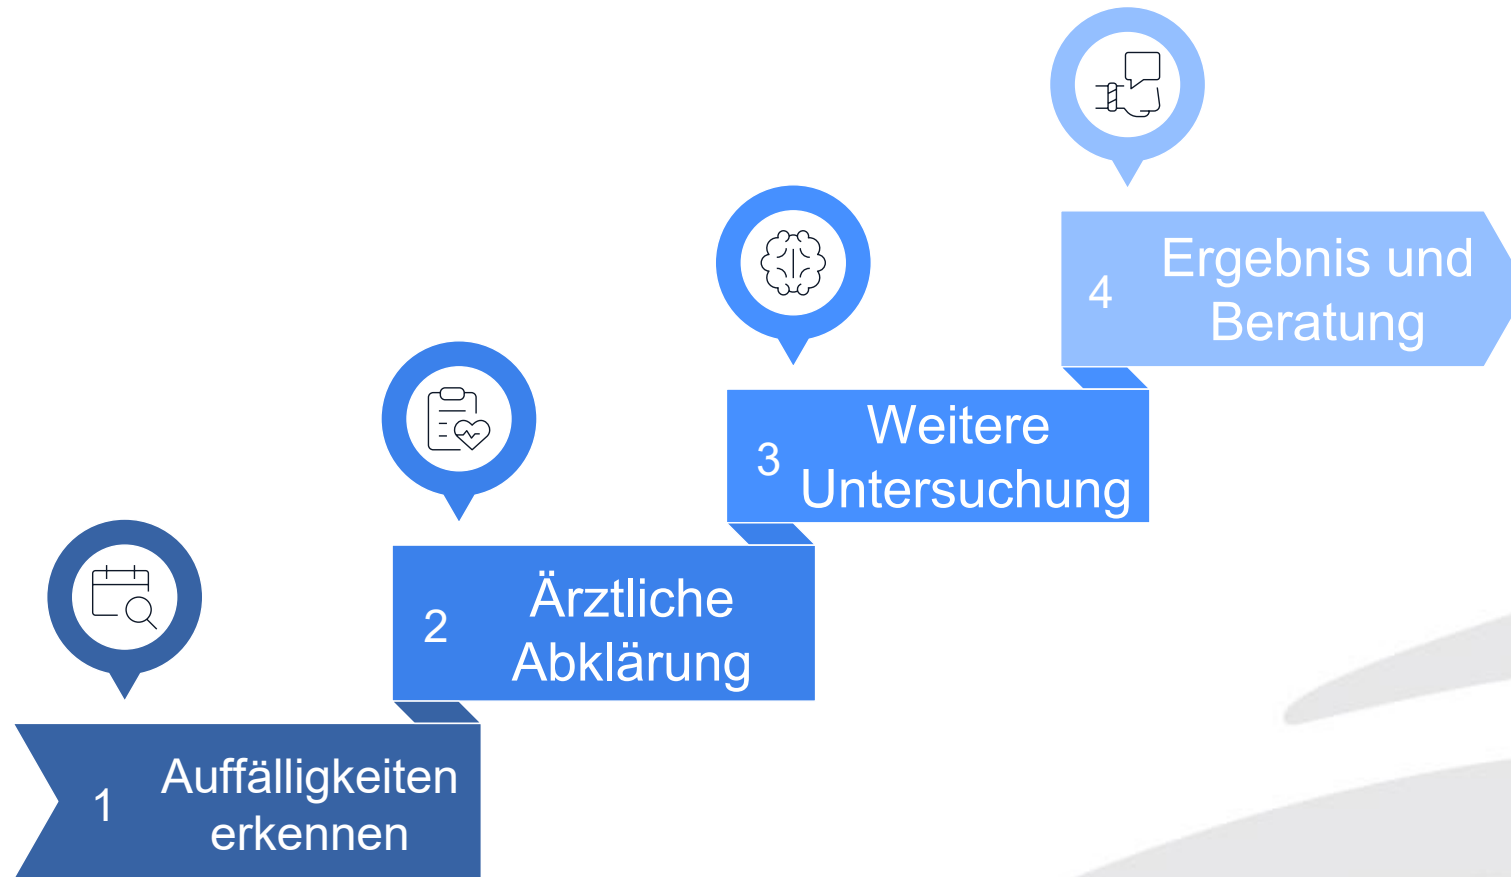 1
Auffälligkeiten
erkennen
2
Ärztliche
Abklärung
3
Weitere
Untersuchung
4
Ergebnis und
Beratung